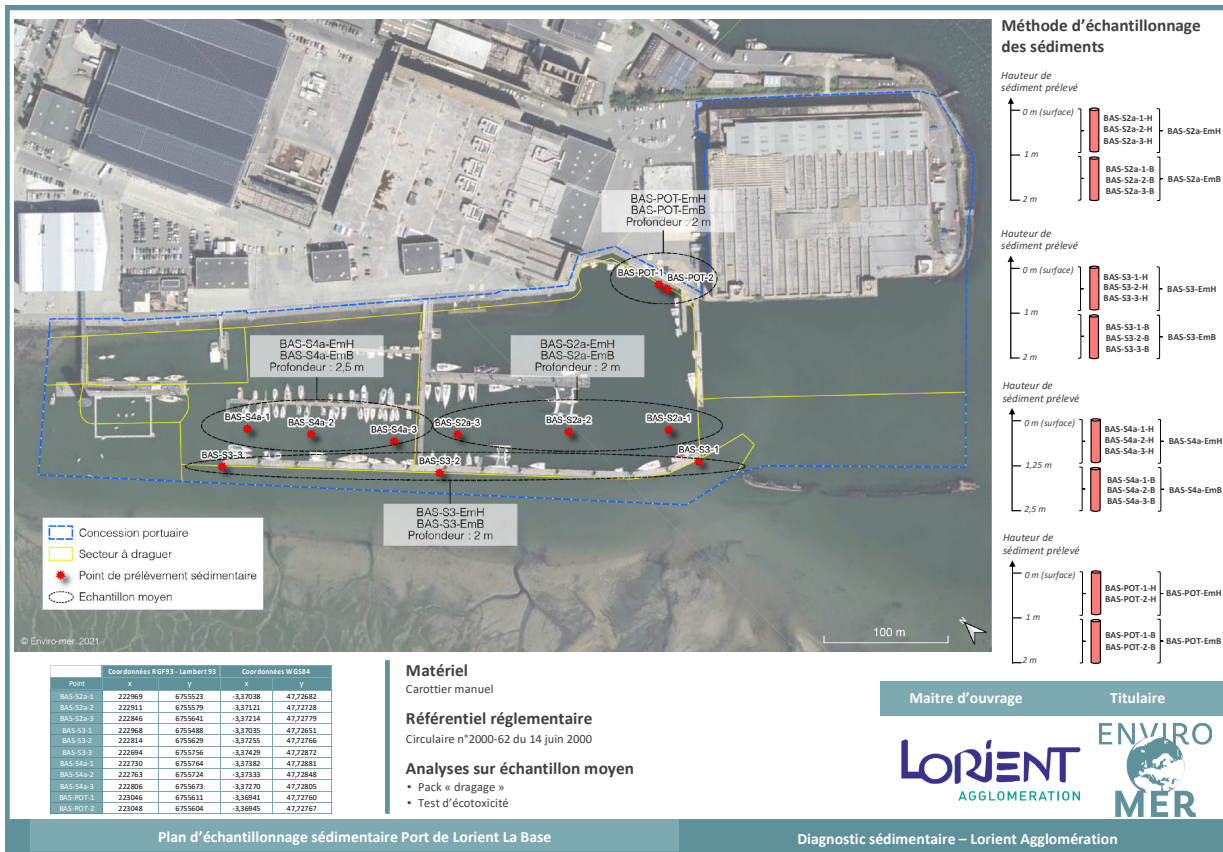 BAS-POT-EmH
BAS-POT-EmB
Profondeur : 2 m
BAS-POT-1
BAS-POT-2
BAS-S4a-EmH
BAS-S4a-EmB
Profondeur : 2,5 m
BAS-S2a-EmH
BAS-S2a-EmB
Profondeur : 2 m
BAS-S4a-1
BAS-S4a-2
BAS-S4a-3
BAS-S2a-3
BAS-S2a-2
BAS-S2a-1
BAS-S3-3
BAS-S3-2
BAS-S3-1
BAS-S3-EmH
BAS-S3-EmB
Profondeur : 2 m
Concession portuaire
Secteur à draguer
Point de prélèvement sédimentaire
Echantillon moyen
© Enviro-mer, 2021
100 m
N
Méthode d'échantillonnage
des sédiments
Hauteur de
sédiment prélevé
0 m (surface)
1 m
2 m
BAS-S2a-1-H
BAS-S2a-2-H
BAS-S2a-3-H
BAS-S2a-EmH
BAS-S2a-1-B
BAS-S2a-2-B
BAS-S2a-3-B
BAS-S2a-EmB
Hauteur de
sédiment prélevé
0 m (surface)
1 m
2 m
BAS-S3-1-H
BAS-S3-2-H
BAS-S3-3-H
BAS-S3-EmH
BAS-S3-1-B
BAS-S3-2-B
BAS-S3-3-B
BAS-S3-EmB
Hauteur de
sédiment prélevé
0 m (surface)
1,25 m
2,5 m
BAS-S4a-1-H
BAS-S4a-2-H
BAS-S4a-3-H
BAS-S4a-EmH
BAS-S4a-1-B
BAS-S4a-2-B
BAS-S4a-3-B
BAS-S4a-EmB
Hauteur de
sédiment prélevé
0 m (surface)
1 m
2 m
BAS-POT-1-H
BAS-POT-2-H
BAS-POT-EmH
BAS-POT-1-B
BAS-POT-2-B
BAS-POT-EmB
Coordonnées RGF93 - Lambert 93 Coordonnées WGS84
Point x y x y
BAS-S2a-1 222969 6755523 -3,37038 47,72682
BAS-S2a-2 222911 6755579 -3,37121 47,72728
BAS-S2a-3 222846 6755641 -3,37214 47,72779
BAS-S3-1 222968 6755488 -3,37035 47,72651
BAS-S3-2 222814 6755629 -3,37255 47,72766
BAS-S3-3 222694 6755756 -3,37429 47,72872
BAS-S4a-1 222730 6755764 -3,37382 47,72881
BAS-S4a-2 222763 6755724 -3,37333 47,72848
BAS-S4a-3 222806 6755673 -3,37270 47,72805
BAS-POT-1 223046 6755611 -3,36941 47,72760
BAS-POT-2 223048 6755604 -3,36945 47,72767
Matériel
Carottier manuel
Référentiel réglementaire
Circulaire n°2000-62 du 14 juin 2000
Analyses sur échantillon moyen
• Pack « dragage »
• Test d'écotoxicité
Maitre d'ouvrage
Titulaire
LORIENT
AGGLOMERATION
ENVIRO
MER
Plan d'échantillonnage sédimentaire Port de Lorient La Base
Diagnostic sédimentaire – Lorient Agglomération